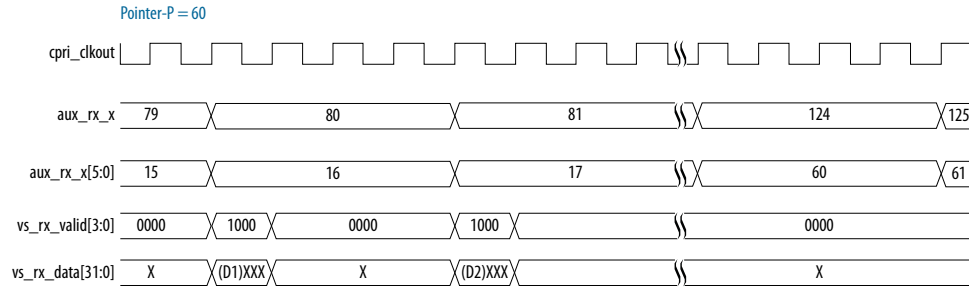 Pointer-P = 60
cpri_clkout
aux_rx_x 79 80 81 124 125
aux_rx_x[5:0] 15 16 17 60 61
vs_rx_valid[3:0] 0000 1000 0000 1000 0000
vs_rx_data[31:0] X (D1)XXX X (D2)XXX X